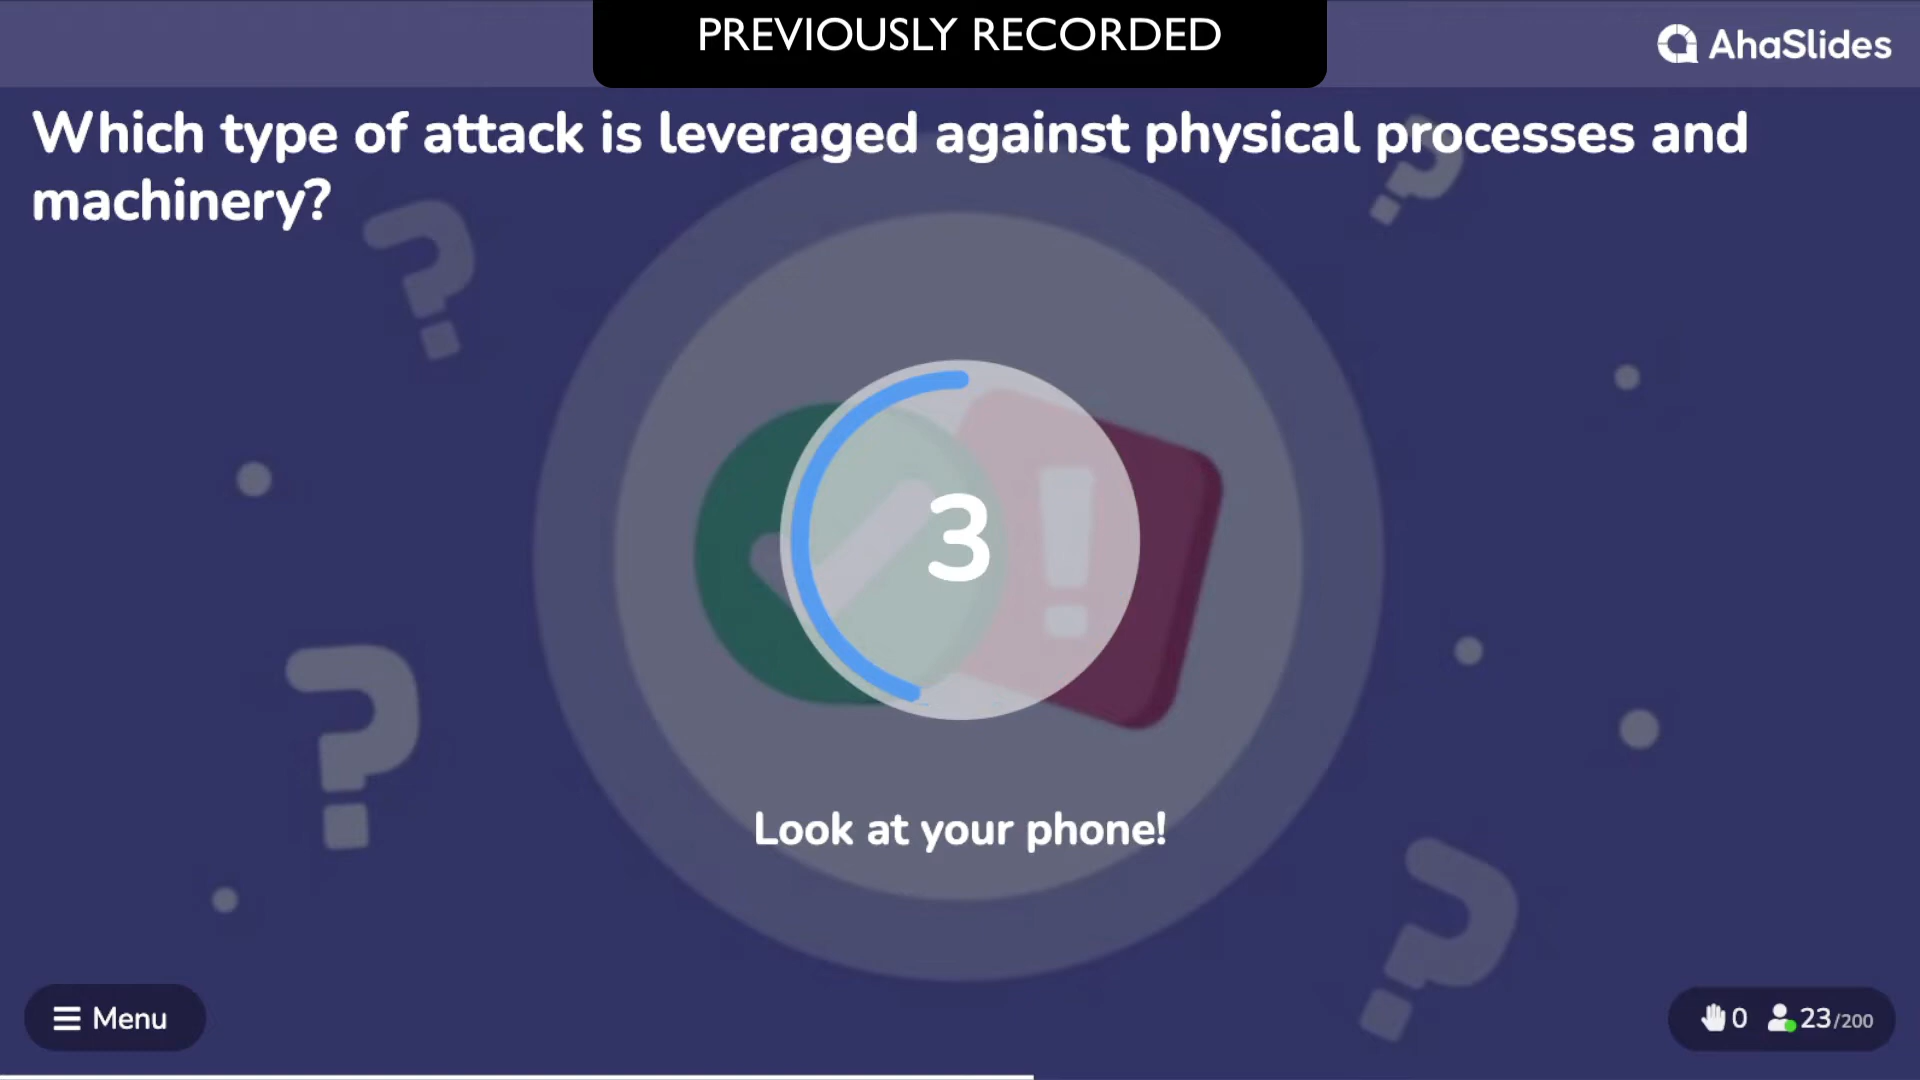 PREVIOUSLY RECORDED
AhaSlides
Which type of attack is leveraged against physical processes and
machinery?
3
Look at your phone!
Menu
0 23/200